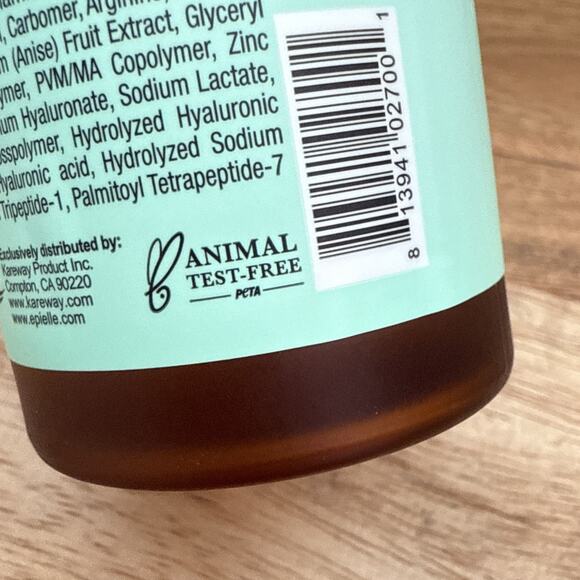 Carbomer, Arginine,
(Anise) Fruit Extract, Glyceryl
PVM/MA Copolymer, Zinc
Hyaluronate, Sodium Lactate,
Hydrolyzed Hyaluronic
acid, Hydrolyzed Sodium
Tripeptide-1, Palmitoyl Tetrapeptide-7
Exclusively distributed by:
Kareway Product Inc.
Compton, CA 90220
www.kareway.com
www.epielle.com
ANIMAL
TEST-FREE
PETA
8 13941 02700 1